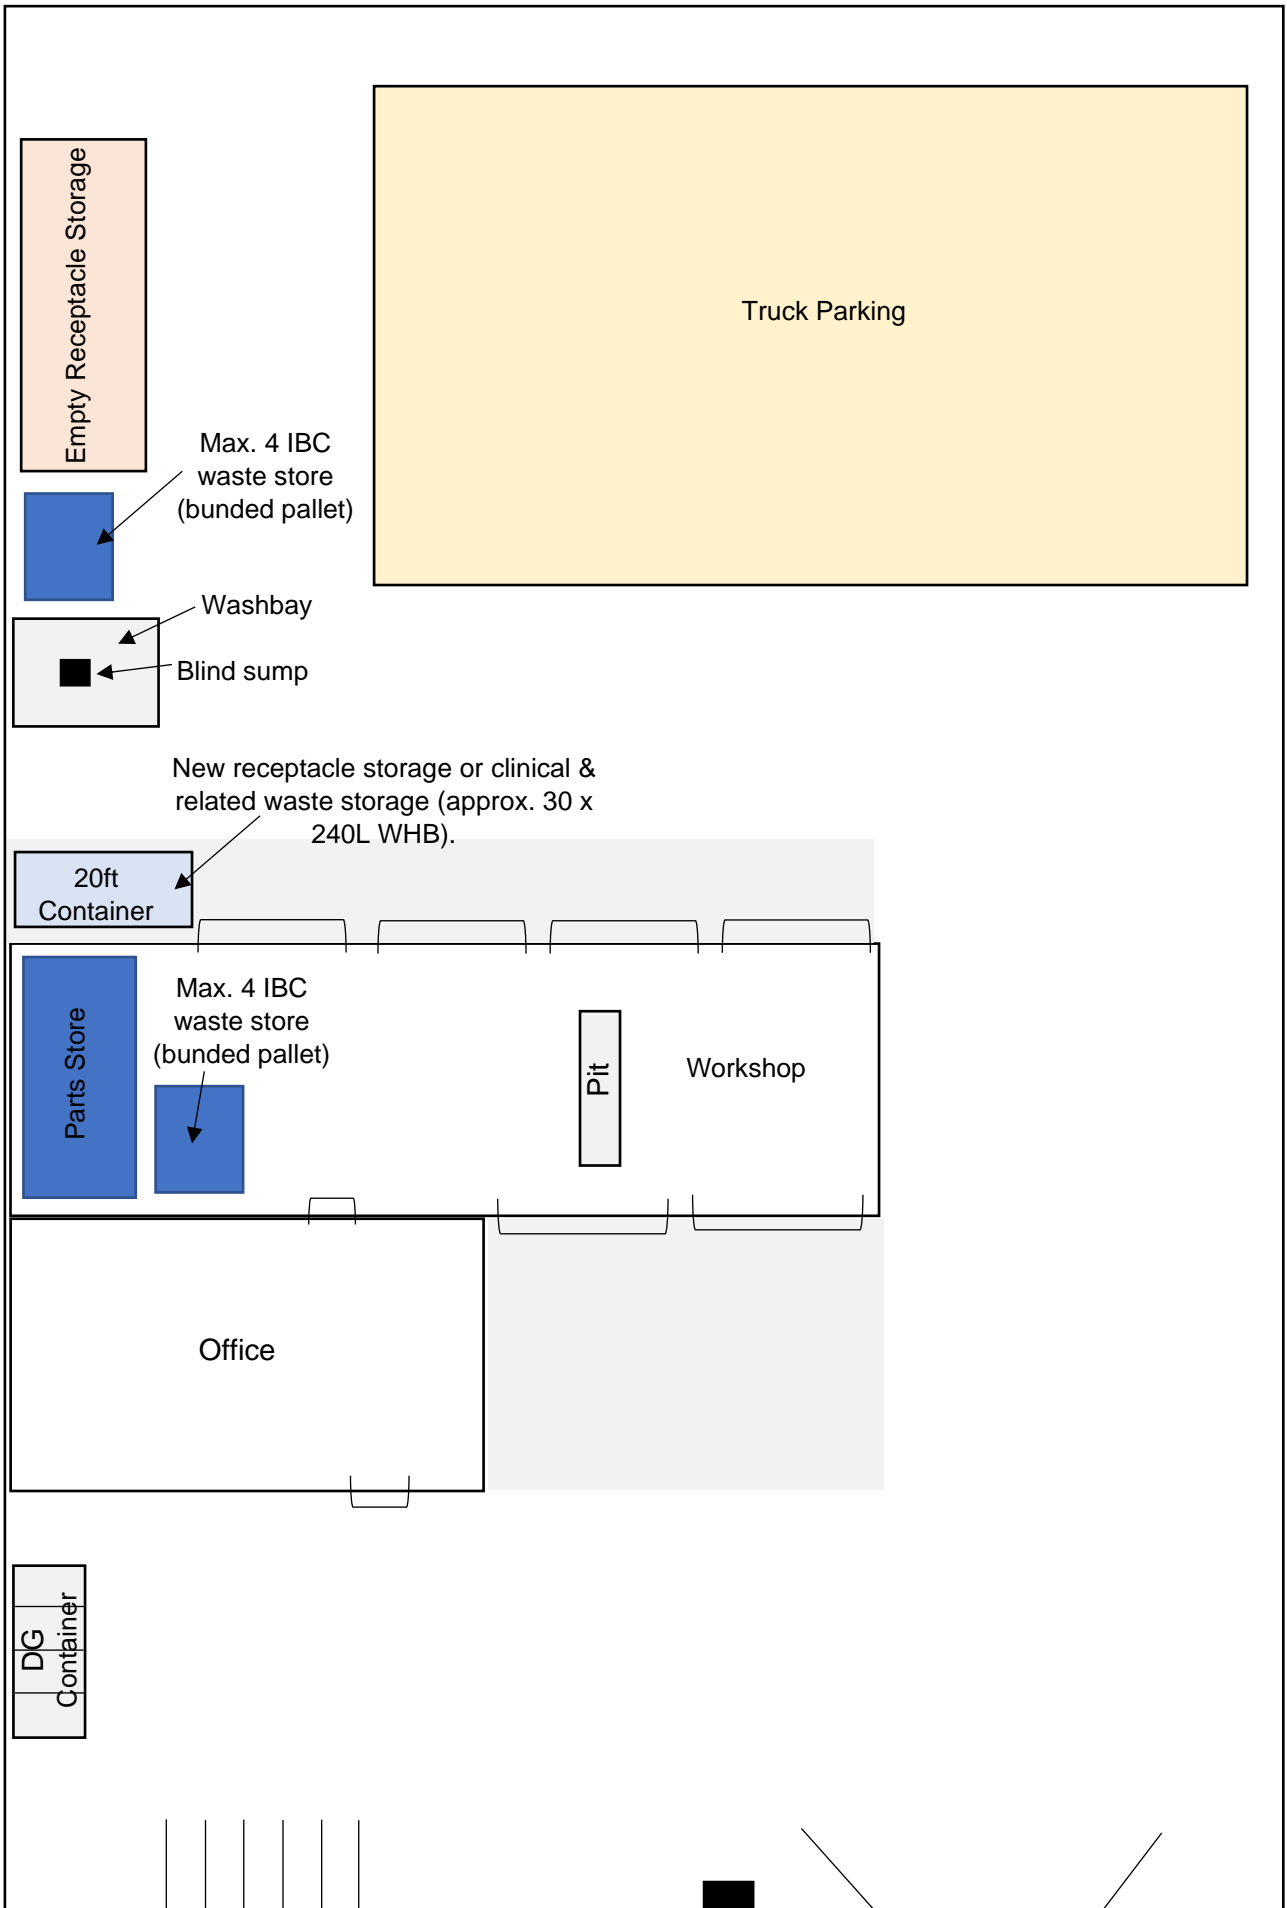 Empty Receptacle Storage
Truck Parking
Max. 4 IBC
waste store
(bunded pallet)
Washbay
Blind sump
New receptacle storage or clinical &
related waste storage (approx. 30 x
240L WHB).
20ft
Container
Parts Store
Max. 4 IBC
waste store
(bunded pallet)
Pit
Workshop
Office
DG
Container